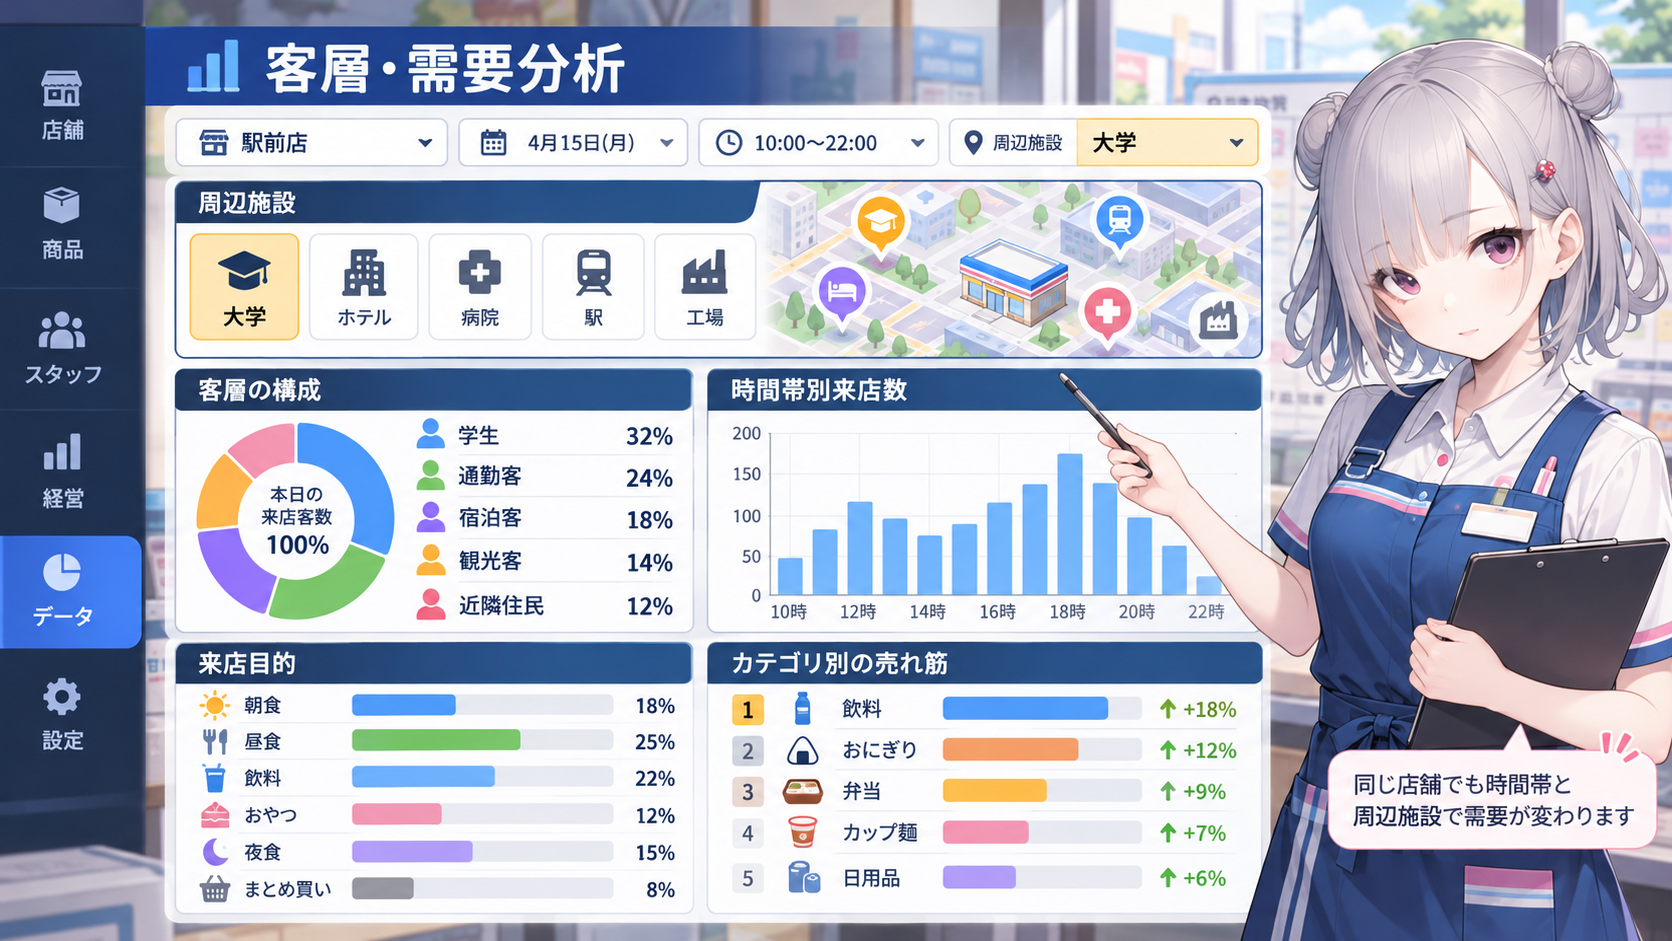 店舗
商品
スタッフ
経営
データ
設定
客層・需要分析
駅前店
4月15日(月)
10:00～22:00
周辺施設
大学
周辺施設
大学
ホテル
病院
駅
工場
客層の構成
本日の
来店客数
100%
学生 32%
通勤客 24%
宿泊客 18%
観光客 14%
近隣住民 12%
時間帯別来店数
200
150
100
50
0
10時 12時 14時 16時 18時 20時 22時
来店目的
朝食 18%
昼食 25%
飲料 22%
おやつ 12%
夜食 15%
まとめ買い 8%
カテゴリ別の売れ筋
1 飲料 +18%
2 おにぎり +12%
3 弁当 +9%
4 カップ麺 +7%
5 日用品 +6%
同じ店舗でも時間帯と
周辺施設で需要が変わります